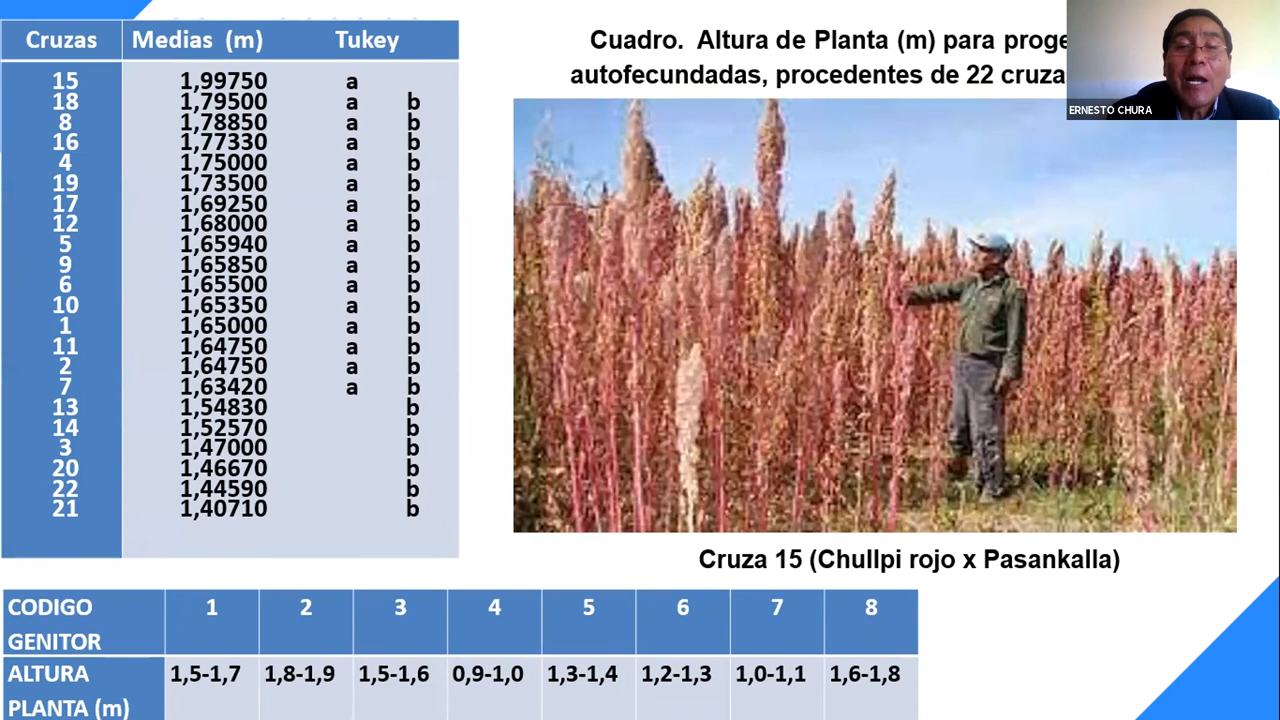 Cruzas Medias (m) Tukey
15 1,99750 a
18 1,79500 a b
8 1,78850 a b
16 1,77330 a b
4 1,75000 a b
19 1,73500 a b
17 1,69250 a b
12 1,68000 a b
5 1,65940 a b
9 1,65850 a b
6 1,65500 a b
10 1,65350 a b
1 1,65000 a b
11 1,64750 a b
2 1,64750 a b
7 1,63420 a b
13 1,54830 b
14 1,52570 b
3 1,47000 b
20 1,46670 b
22 1,44590 b
21 1,40710 b
Cuadro. Altura de Planta (m) para
autofecundadas, procedentes de 22
ERNESTO CHURA
Cruza 15 (Chullpi rojo x Pasankalla)
CODIGO GENITOR 1 2 3 4 5 6 7 8
ALTURA PLANTA (m) 1,5-1,7 1,8-1,9 1,5-1,6 0,9-1,0 1,3-1,4 1,2-1,3 1,0-1,1 1,6-1,8